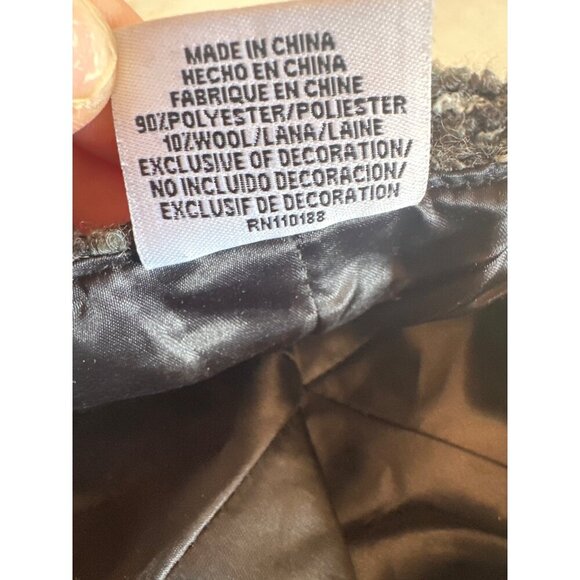 MADE IN CHINA
HECHO EN CHINA
FABRIQUE EN CHINE
90%POLYESTER/POLIESTER
10%WOOL/LANA/LAINE
EXCLUSIVE OF DECORATION/
NO INCLUIDO DECORACION/
EXCLUSIF DE DECORATION
RN110188